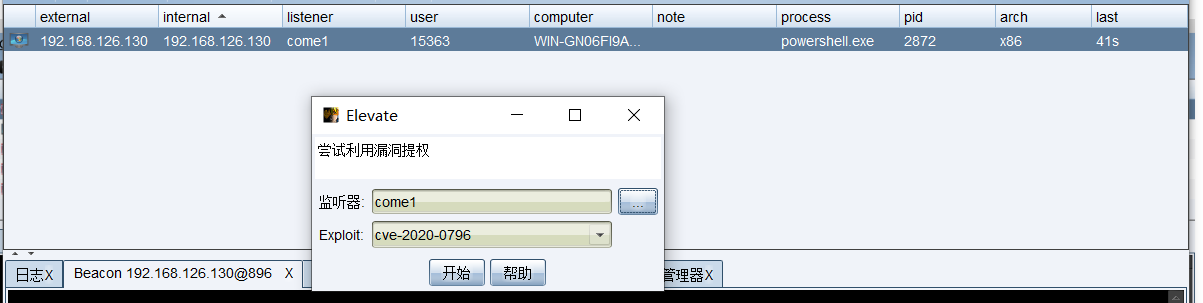 external internal listener user computer note process pid arch last
192.168.126.130 192.168.126.130 come1 15363 WIN-GN06FI9A... powershell.exe 2872 x86 41s
Elevate
尝试利用漏洞提权
监听器: come1 ...
Exploit: cve-2020-0796
开始 帮助
日志X Beacon 192.168.126.130@896 X 管理器X